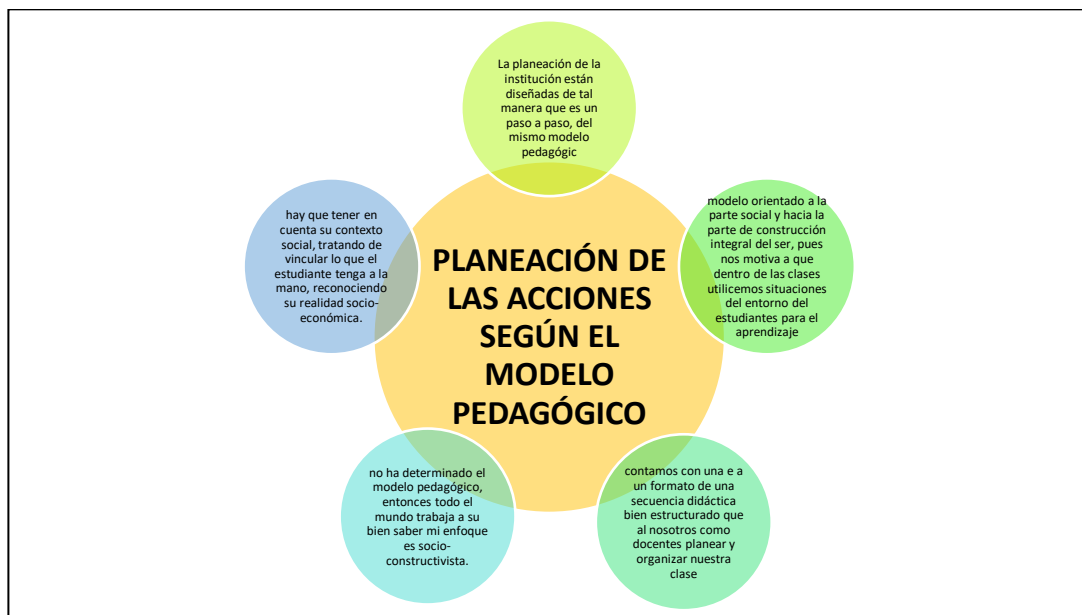 La planeación de la
institución están
diseñadas de tal
manera que es un
paso a paso, del
mismo modelo
pedagógic
modelo orientado a la
parte social y hacia la
parte de construcción
integral del ser, pues
nos motiva a que
dentro de las clases
utilicemos situaciones
del entorno del
estudiantes para el
aprendizaje
contamos con una e a
un formato de una
secuencia didáctica
bien estructurado que
al nosotros como
docentes planear y
organizar nuestra
clase
no ha determinado el
modelo pedagógico,
entonces todo el
mundo trabaja a su
bien saber mi enfoque
es socio-
constructivista.
hay que tener en
cuenta su contexto
social, tratando de
vincular lo que el
estudiante tenga a la
mano, reconociendo
su realidad socio-
económica.
PLANEACIÓN DE
LAS ACCIONES
SEGÚN EL
MODELO
PEDAGÓGICO